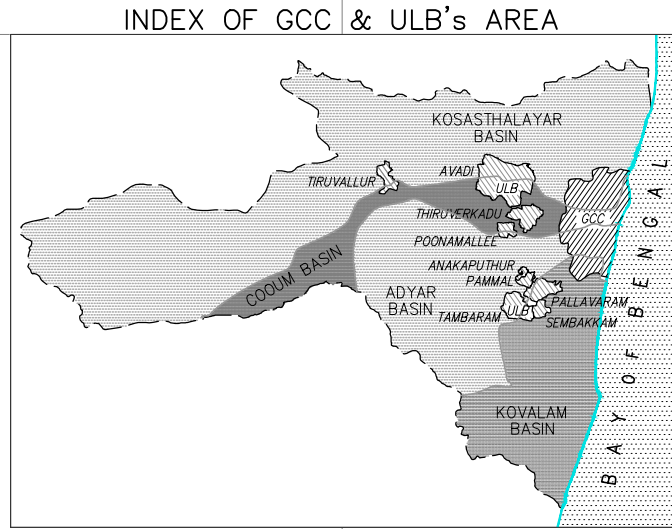 INDEX OF GCC & ULB's AREA
KOSASTHALAYAR
BASIN
AVADI
TIRUVALLUR
ULB
THIRUVERKADU
GCC
POONAMALLEE
COOUM BASIN
ANAKAPUTHUR
PAMMAL
ADYAR
BASIN
PALLAVARAM
TAMBARAM
ULB
SEMBAKKAM
KOVALAM
BASIN
BAY OF BENGAL